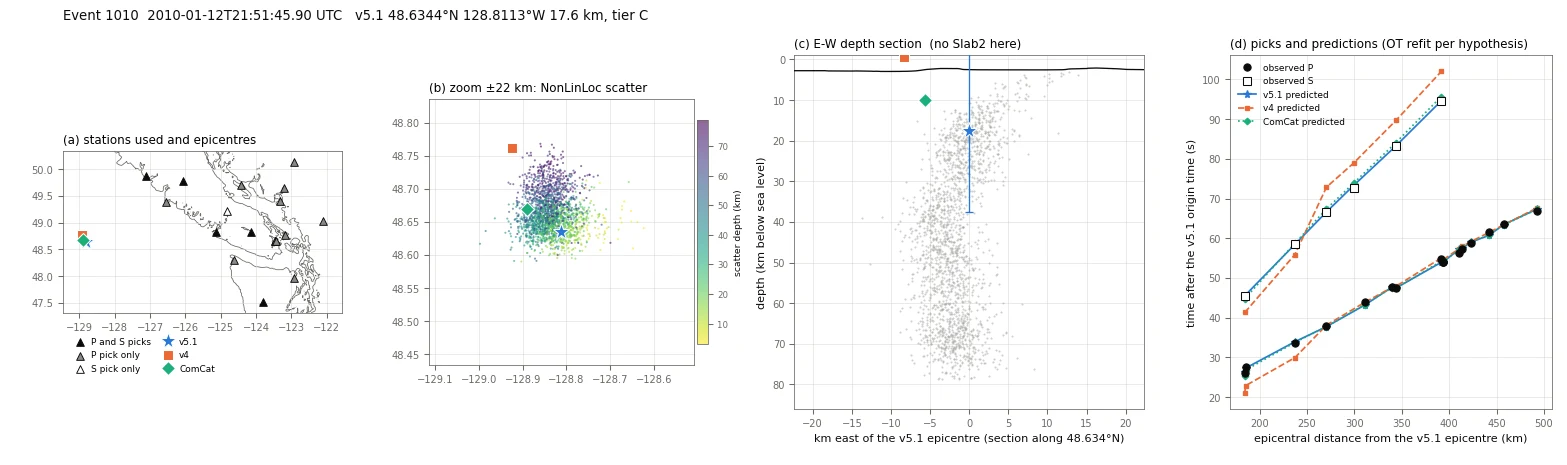 Event 1010  2010-01-12T21:51:45.90 UTC   v5.1 48.6344°N 128.8113°W 17.6 km, tier C
(a) stations used and epicentres
50.0
49.5
49.0
48.5
48.0
47.5
−129 −128 −127 −126 −125 −124 −123 −122
P and S picks
P pick only
S pick only
v5.1
v4
ComCat
(b) zoom ±22 km: NonLinLoc scatter
48.80
48.75
48.70
48.65
48.60
48.55
48.50
48.45
−129.1 −129.0 −128.9 −128.8 −128.7 −128.6
70
60
50
40
30
20
10
scatter depth (km)
(c) E-W depth section  (no Slab2 here)
0
10
20
30
40
50
60
70
80
depth (km below sea level)
−20 −15 −10 −5 0 5 10 15 20
km east of the v5.1 epicentre (section along 48.634°N)
(d) picks and predictions (OT refit per hypothesis)
observed P
observed S
v5.1 predicted
v4 predicted
ComCat predicted
100
90
80
70
60
50
40
30
20
time after the v5.1 origin time (s)
200 250 300 350 400 450 500
epicentral distance from the v5.1 epicentre (km)